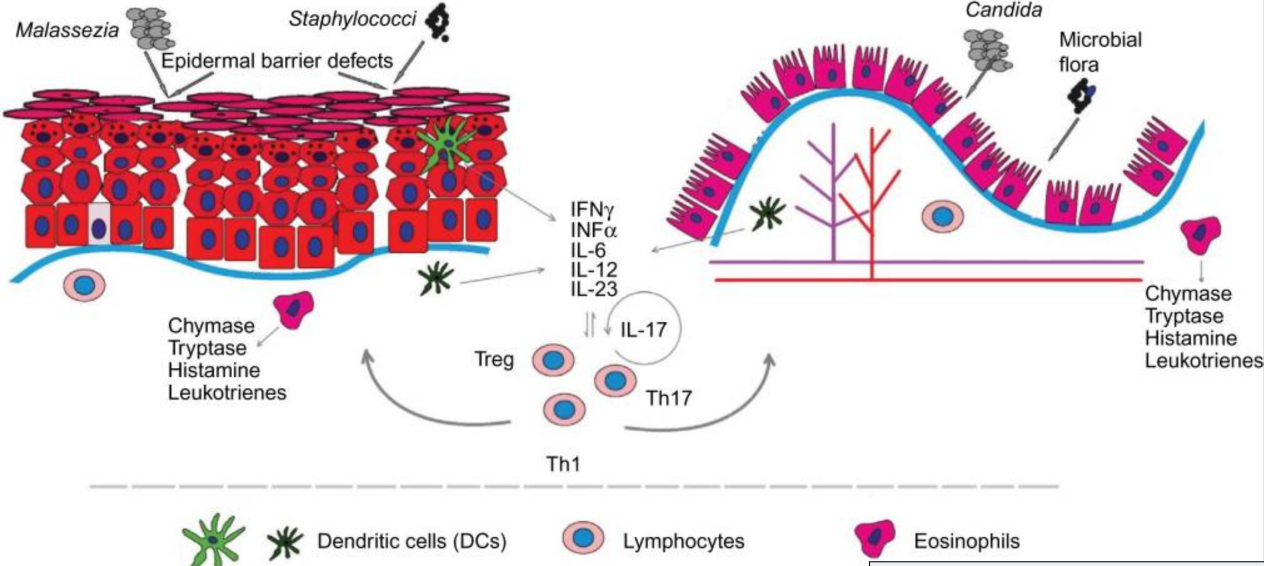 Malassezia
Staphylococci
Epidermal barrier defects
Candida
Microbial
flora
IFNγ
INFα
IL-6
IL-12
IL-23
IL-17
Treg
Th17
Th1
Chymase
Tryptase
Histamine
Leukotrienes
Chymase
Tryptase
Histamine
Leukotrienes
Dendritic cells (DCs)
Lymphocytes
Eosinophils